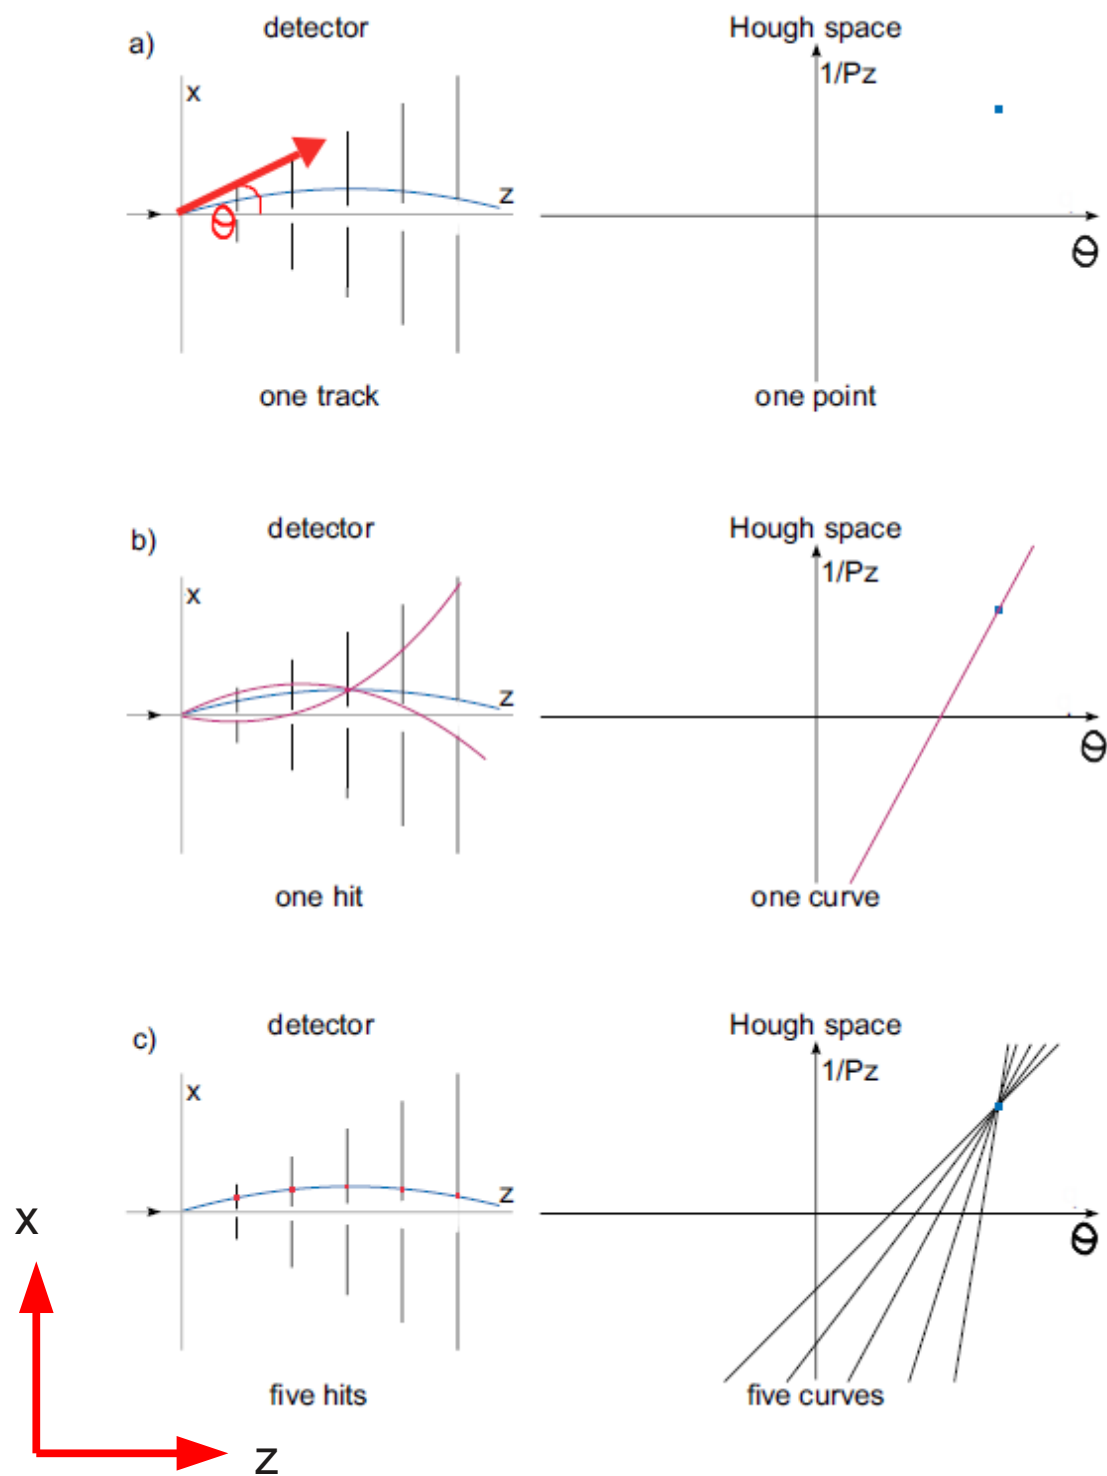 detector
Hough space
a)
x
1/Pz
z
θ
Θ
one track
one point
detector
Hough space
b)
x
1/Pz
z
Θ
one hit
one curve
detector
Hough space
c)
x
1/Pz
z
Θ
x
five hits
five curves
z